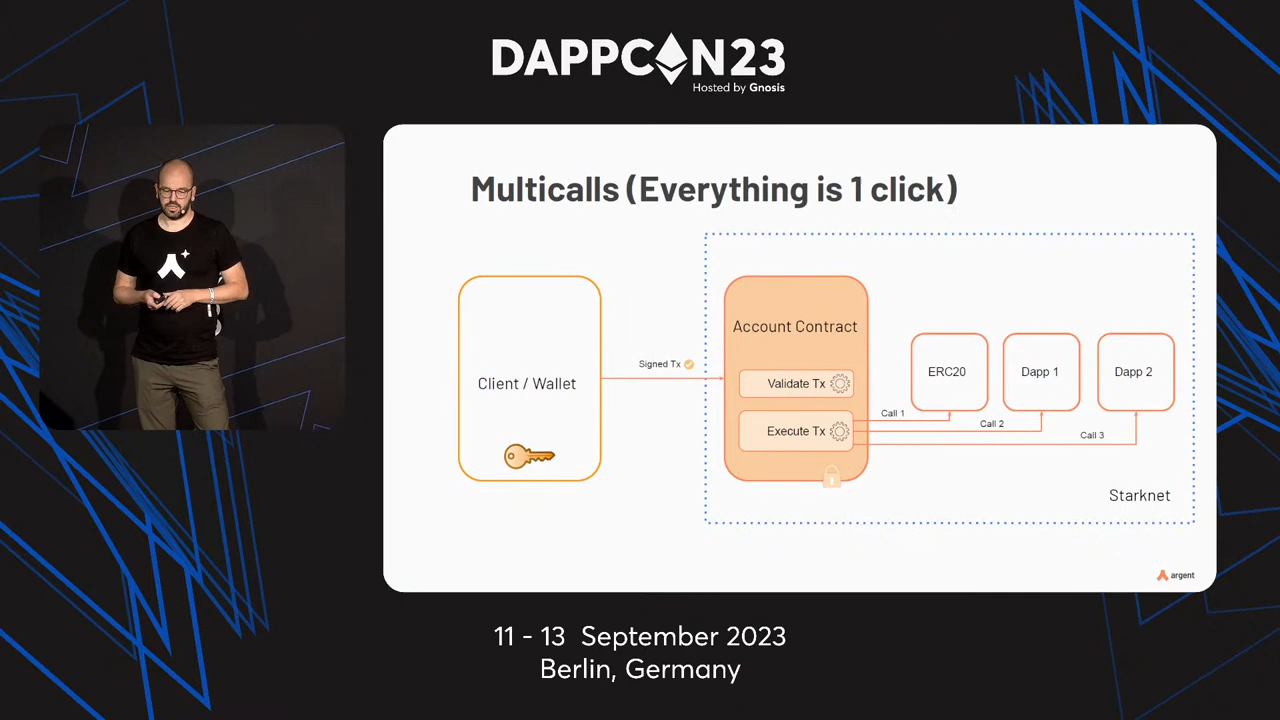 DAPPCON23
Hosted by Gnosis
Multicalls (Everything is 1 click)
Client / Wallet
Signed Tx
Account Contract
Validate Tx
Execute Tx
Call 1
Call 2
Call 3
ERC20
Dapp 1
Dapp 2
Starknet
argent
11 - 13 September 2023
Berlin, Germany